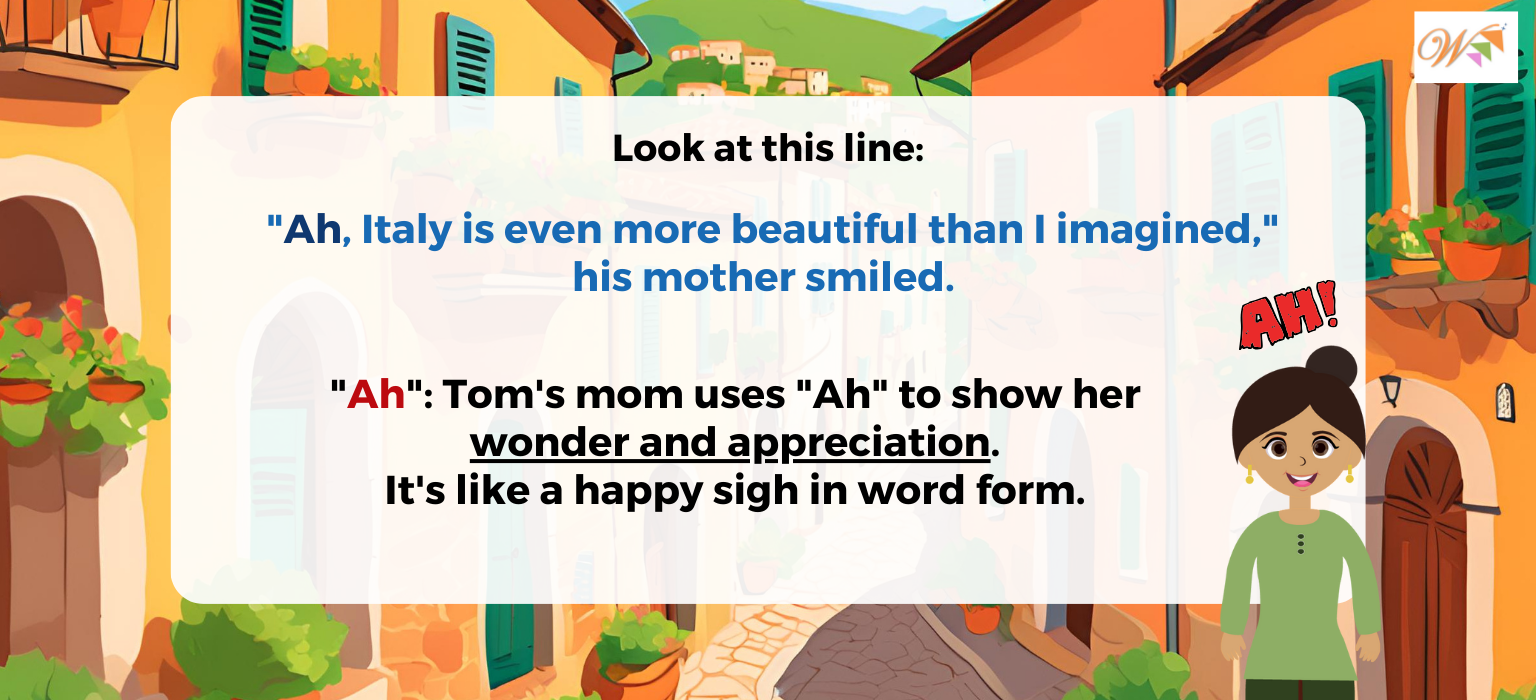 Look at this line:
"Ah, Italy is even more beautiful than I imagined,"
his mother smiled.
AH!
"Ah": Tom's mom uses "Ah" to show her
wonder and appreciation.
It's like a happy sigh in word form.
W